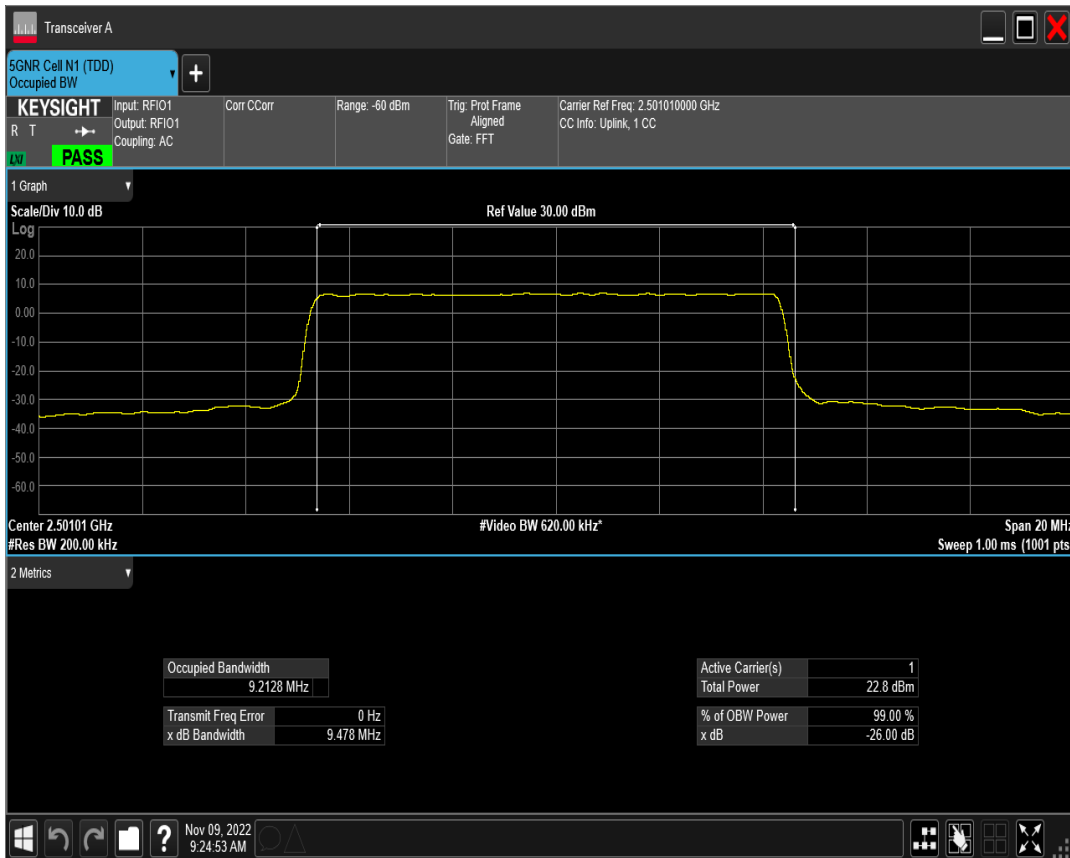 Transceiver A
5GNR Cell N1 (TDD)
Occupied BW
+
KEYSIGHT
R T
LXI
PASS
Input: RFIO1
Output: RFIO1
Coupling: AC
Corr CCorr
Range: -60 dBm
Trig: Prot Frame
Aligned
Gate: FFT
Carrier Ref Freq: 2.501010000 GHz
CC Info: Uplink, 1 CC
1 Graph
Scale/Div 10.0 dB
Ref Value 30.00 dBm
Log
20.0
10.0
0.00
-10.0
-20.0
-30.0
-40.0
-50.0
-60.0
Center 2.50101 GHz
#Video BW 620.00 kHz*
Span 20 MHz
#Res BW 200.00 kHz
Sweep 1.00 ms (1001 pts
2 Metrics
Occupied Bandwidth
9.2128 MHz
Transmit Freq Error 0 Hz
x dB Bandwidth 9.478 MHz
Active Carrier(s) 1
Total Power 22.8 dBm
% of OBW Power 99.00 %
x dB -26.00 dB
?
Nov 09, 2022
9:24:53 AM